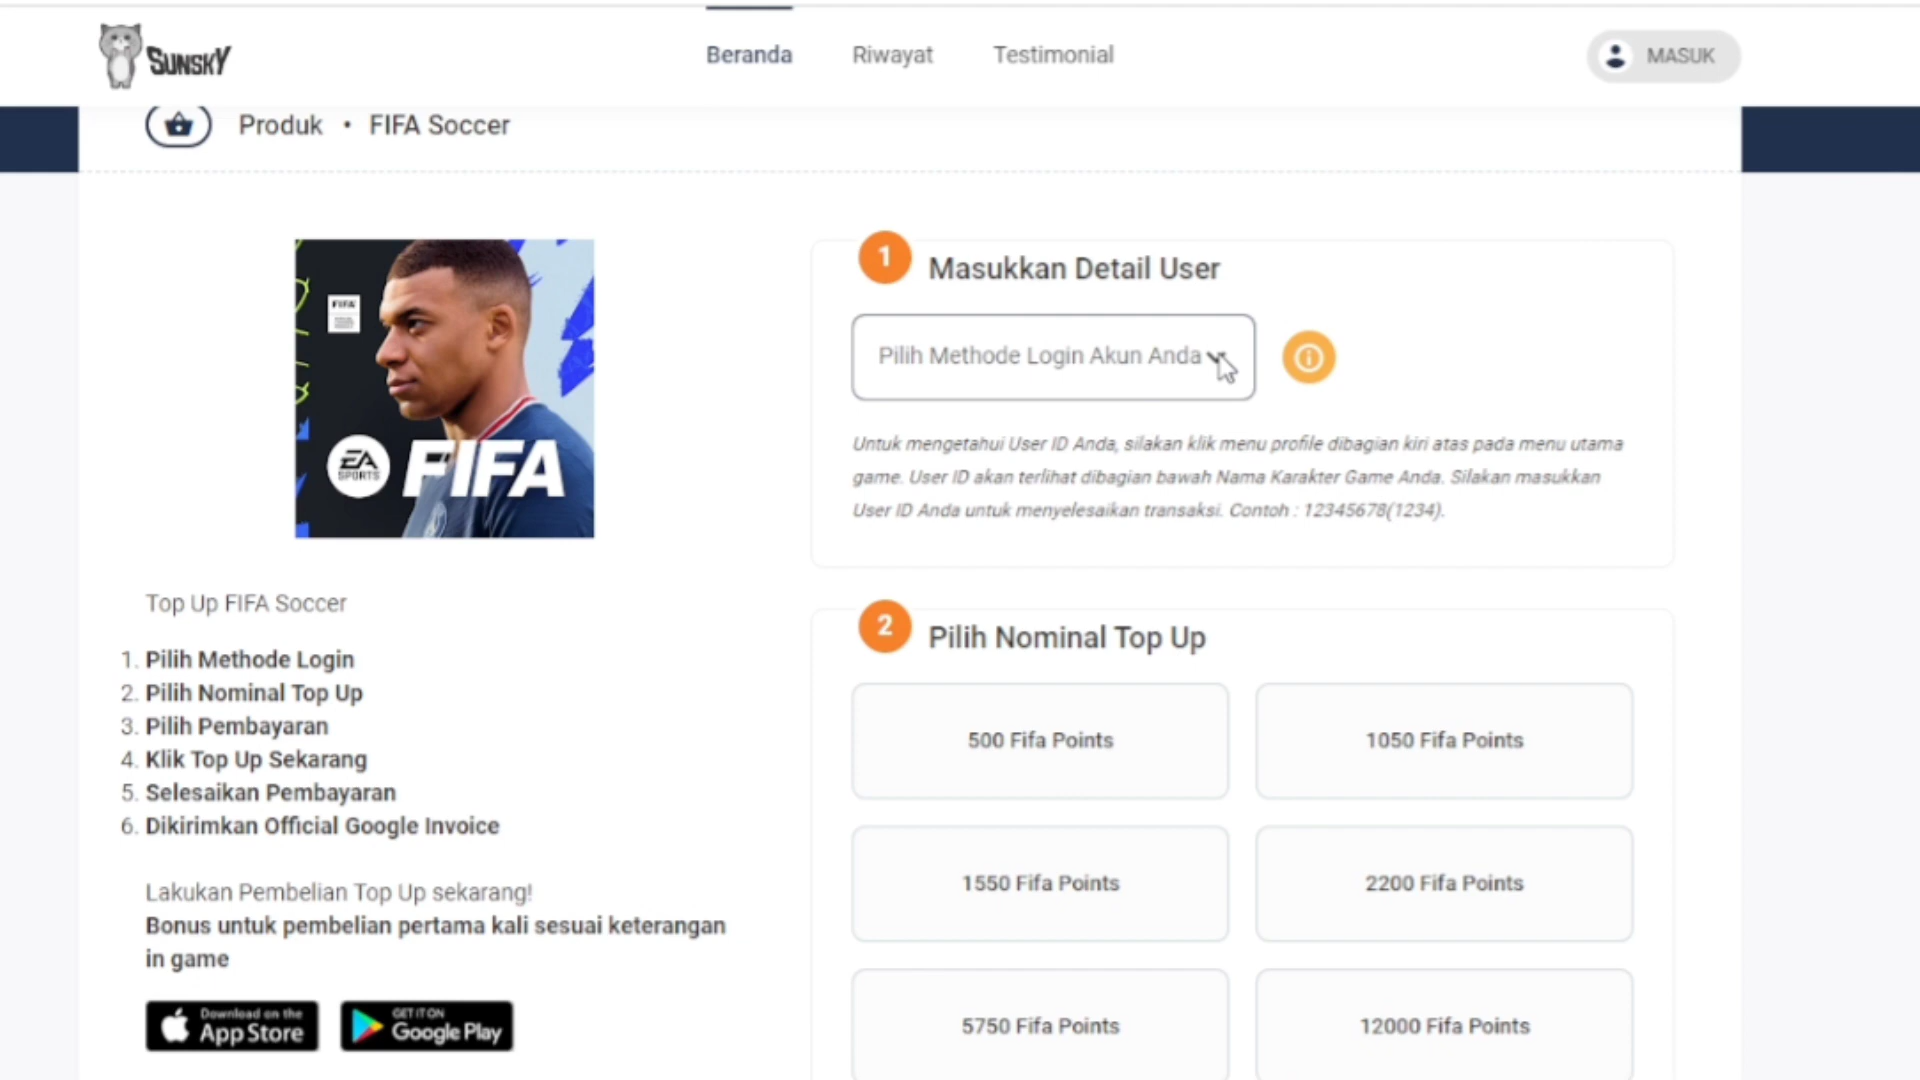 SUNSKY
Beranda
Riwayat
Testimonial
MASUK
Produk • FIFA Soccer
FIFA
EA
SPORTS
FIFA
Top Up FIFA Soccer
1. Pilih Methode Login
2. Pilih Nominal Top Up
3. Pilih Pembayaran
4. Klik Top Up Sekarang
5. Selesaikan Pembayaran
6. Dikirimkan Official Google Invoice
Lakukan Pembelian Top Up sekarang!
Bonus untuk pembelian pertama kali sesuai keterangan
in game
Download on the
App Store
GET IT ON
Google Play
1
Masukkan Detail User
Pilih Methode Login Akun Anda
Untuk mengetahui User ID Anda, silakan klik menu profile dibagian kiri atas pada menu utama
game. User ID akan terlihat dibagian bawah Nama Karakter Game Anda. Silakan masukkan
User ID Anda untuk menyelesaikan transaksi. Contoh : 12345678(1234).
2
Pilih Nominal Top Up
500 Fifa Points
1050 Fifa Points
1550 Fifa Points
2200 Fifa Points
5750 Fifa Points
12000 Fifa Points